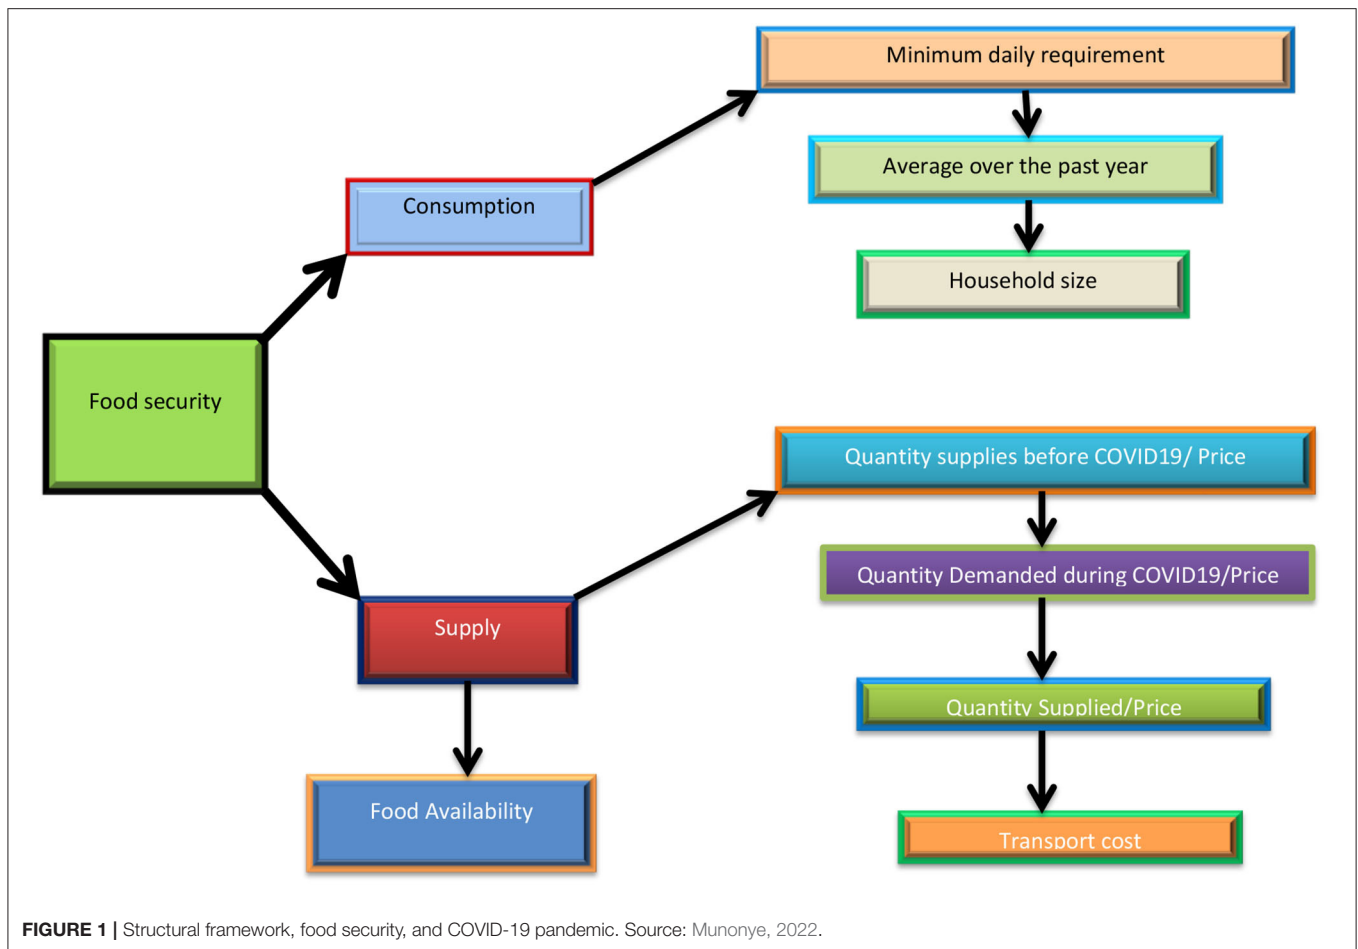 Minimum daily requirement
Average over the past year
Consumption
Household size
Food security
Quantity supplies before COVID19/ Price
Quantity Demanded during COVID19/Price
Supply
Quantity Supplied/Price
Food Availability
Transport cost
FIGURE 1 | Structural framework, food security, and COVID-19 pandemic. Source: Munonye, 2022.